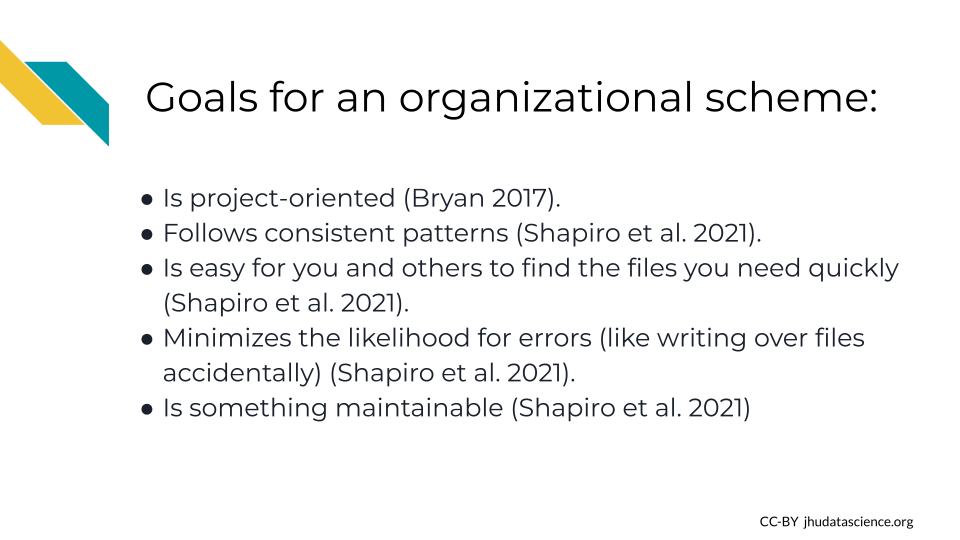 Goals for an organizational scheme:
● Is project-oriented (Bryan 2017).
● Follows consistent patterns (Shapiro et al. 2021).
● Is easy for you and others to find the files you need quickly
(Shapiro et al. 2021).
● Minimizes the likelihood for errors (like writing over files
accidentally) (Shapiro et al. 2021).
● Is something maintainable (Shapiro et al. 2021)
CC-BY jhudatascience.org